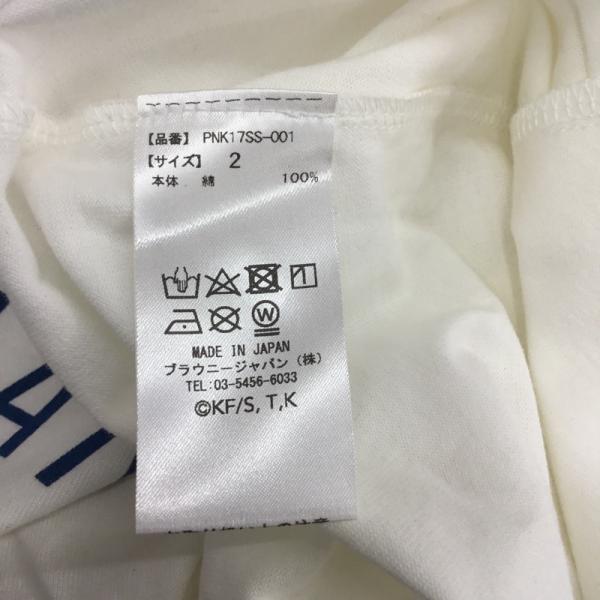 【品番】 PNK17SS-001
【サイズ】 2
本体 綿 100%
W
MADE IN JAPAN
ブラウニージャパン(株)
TEL:03-5456-6033
©KF/S, T,K
HI